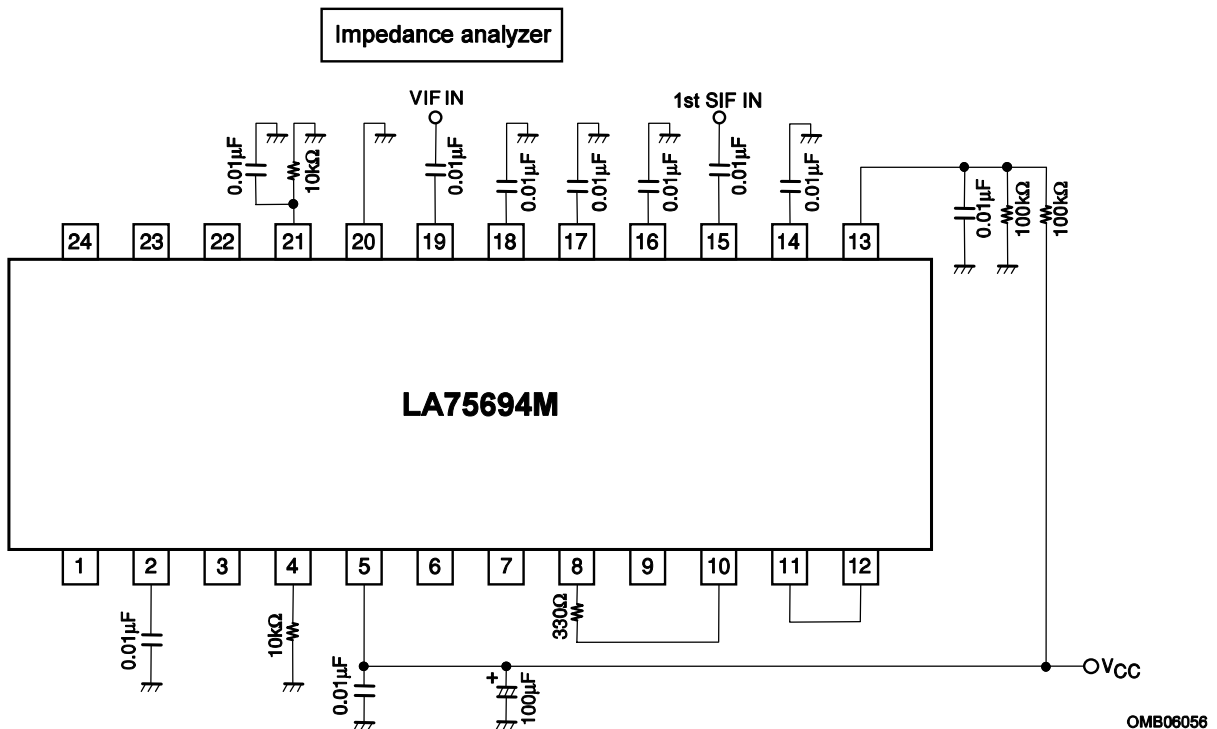 Impedance analyzer
VIF IN
1st SIF IN
0.01µF
10kΩ
0.01µF
0.01µF
0.01µF
0.01µF
0.01µF
0.01µF
0.01µF
100kΩ
100kΩ
24 23 22 21 20 19 18 17 16 15 14 13
LA75694M
1 2 3 4 5 6 7 8 9 10 11 12
0.01µF
10kΩ
0.01µF
+
100µF
330Ω
VCC
OMB06056